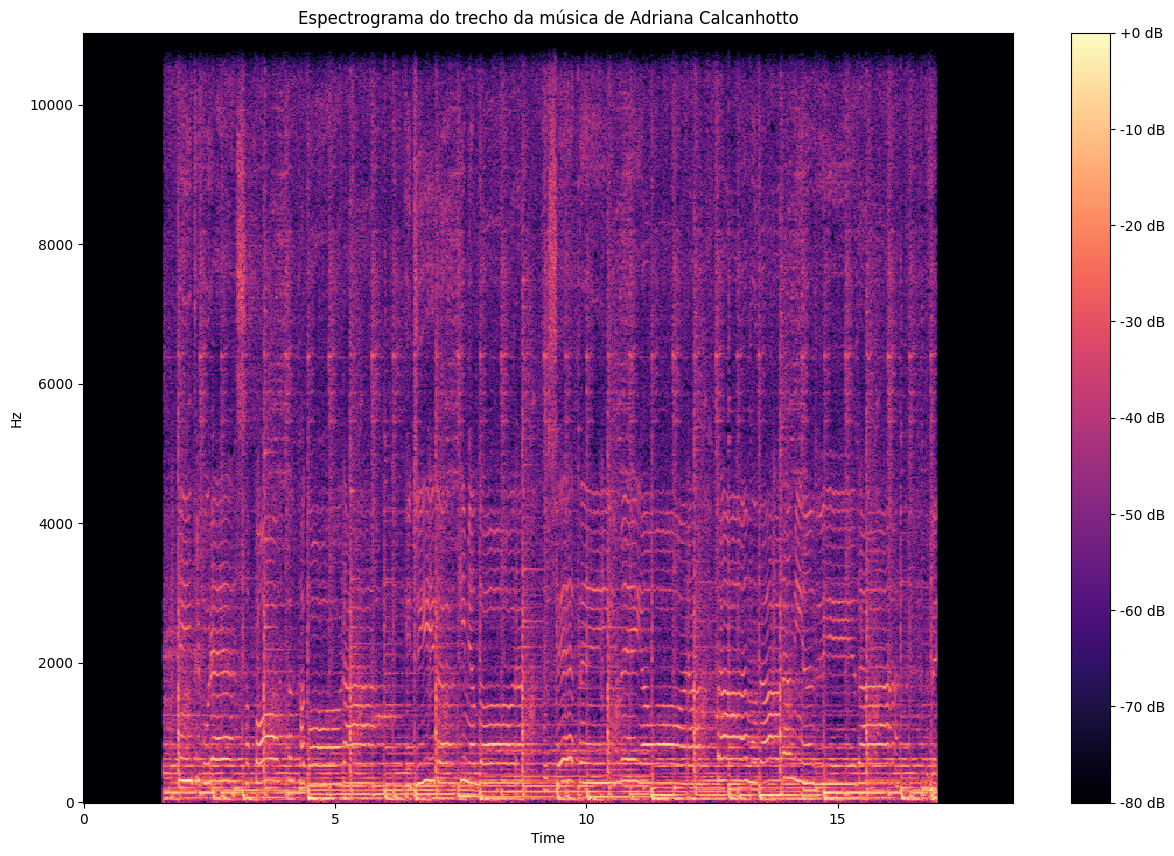 Espectrograma do trecho da música de Adriana Calcanhotto
+0 dB
10000
-10 dB
8000
-20 dB
-30 dB
6000
Hz
-40 dB
4000
-50 dB
-60 dB
2000
-70 dB
0
-80 dB
0 5 10 15
Time